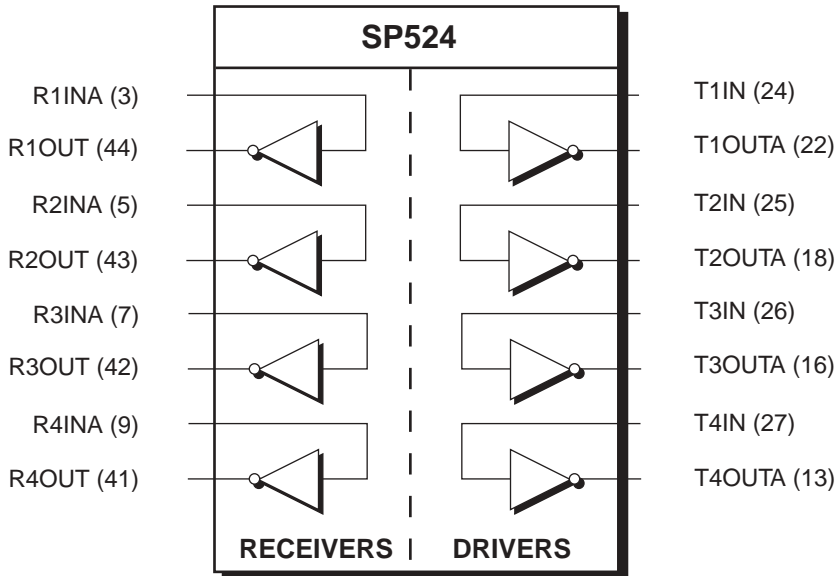 SP524
R1INA (3)
R1OUT (44)
R2INA (5)
R2OUT (43)
R3INA (7)
R3OUT (42)
R4INA (9)
R4OUT (41)
T1IN (24)
T1OUTA (22)
T2IN (25)
T2OUTA (18)
T3IN (26)
T3OUTA (16)
T4IN (27)
T4OUTA (13)
RECEIVERS
DRIVERS